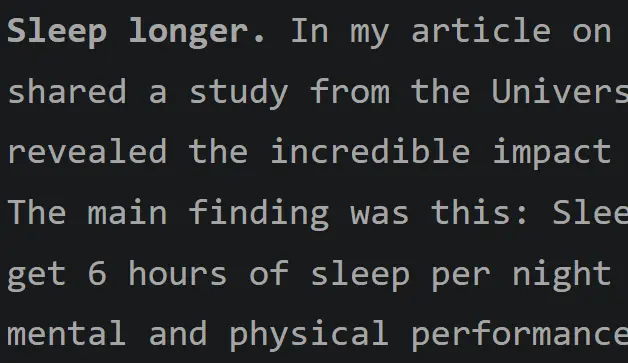 Sleep longer. In my article on
shared a study from the Univers
revealed the incredible impact
The main finding was this: Slee
get 6 hours of sleep per night
mental and physical performance